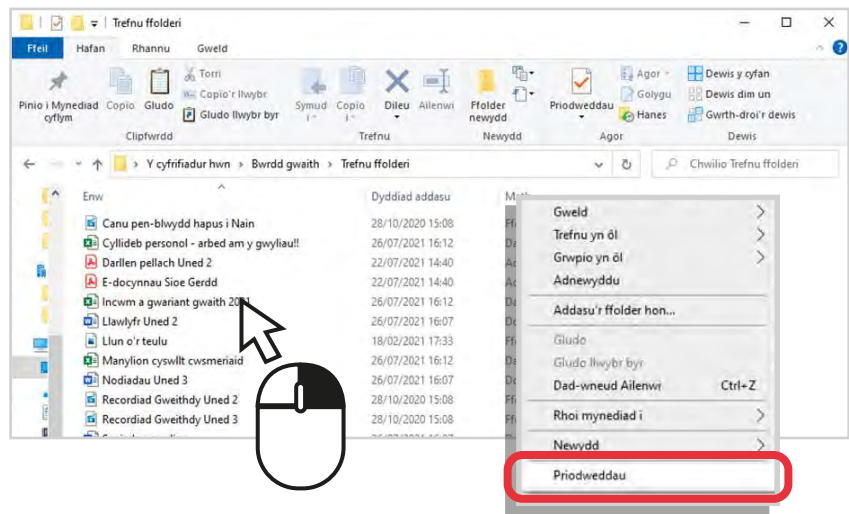 Trefnu ffolderi
Ffeil Hafan Rhannu Gweld
Pinio i Mynediad cyflym
Copio
Gludo
Torri
Copio'r llwybr
Gludo llwybr byr
Clipfwrdd
Symud i
Copio i
Dileu
Ailenwi
Trefnu
Ffolder newydd
Newydd
Priodweddau
Agor
Golygu
Hanes
Agor
Dewis y cyfan
Dewis dim un
Gwrth-droi'r dewis
Dewis
Y cyfrifiadur hwn > Bwrdd gwaith > Trefnu ffolderi
Chwilio Trefnu ffolderi
Enw Dyddiad addasu
Canu pen-blwydd hapus i Nain 28/10/2020 15:08
Cyllideb personol - arbed am y gwyliau!! 26/07/2021 16:12
Darllen pellach Uned 2 22/07/2021 14:40
E-docynnau Sioe Gerdd 22/07/2021 14:40
Incwm a gwariant gwaith 2021 26/07/2021 16:12
Llawlyfr Uned 2 26/07/2021 16:07
Llun o'r teulu 18/02/2021 17:33
Manylion cyswllt cwsmeriaid 26/07/2021 16:12
Nodiadau Uned 3 26/07/2021 16:07
Recordiad Gweithdy Uned 2 28/10/2020 15:08
Recordiad Gweithdy Uned 3 28/10/2020 15:08
Gweld
Trefnu yn ôl
Grwpio yn ôl
Adnewyddu
Addasu'r ffolder hon...
Gludo
Gludo llwybr byr
Dad-wneud Ailenwi Ctrl+Z
Rhoi mynediad i
Newydd
Priodweddau